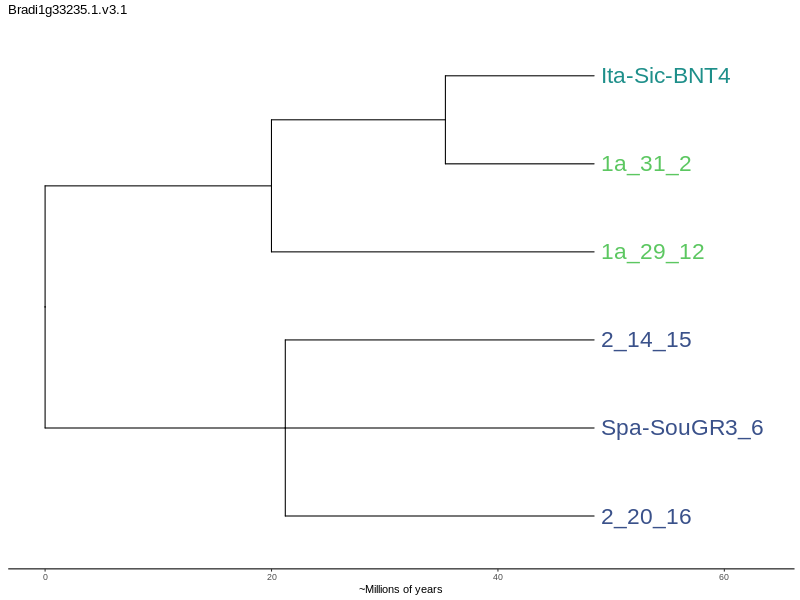 Bradi1g33235.1.v3.1
Ita-Sic-BNT4
1a_31_2
1a_29_12
2_14_15
Spa-SouGR3_6
2_20_16
0 20 40 60
~Millions of years